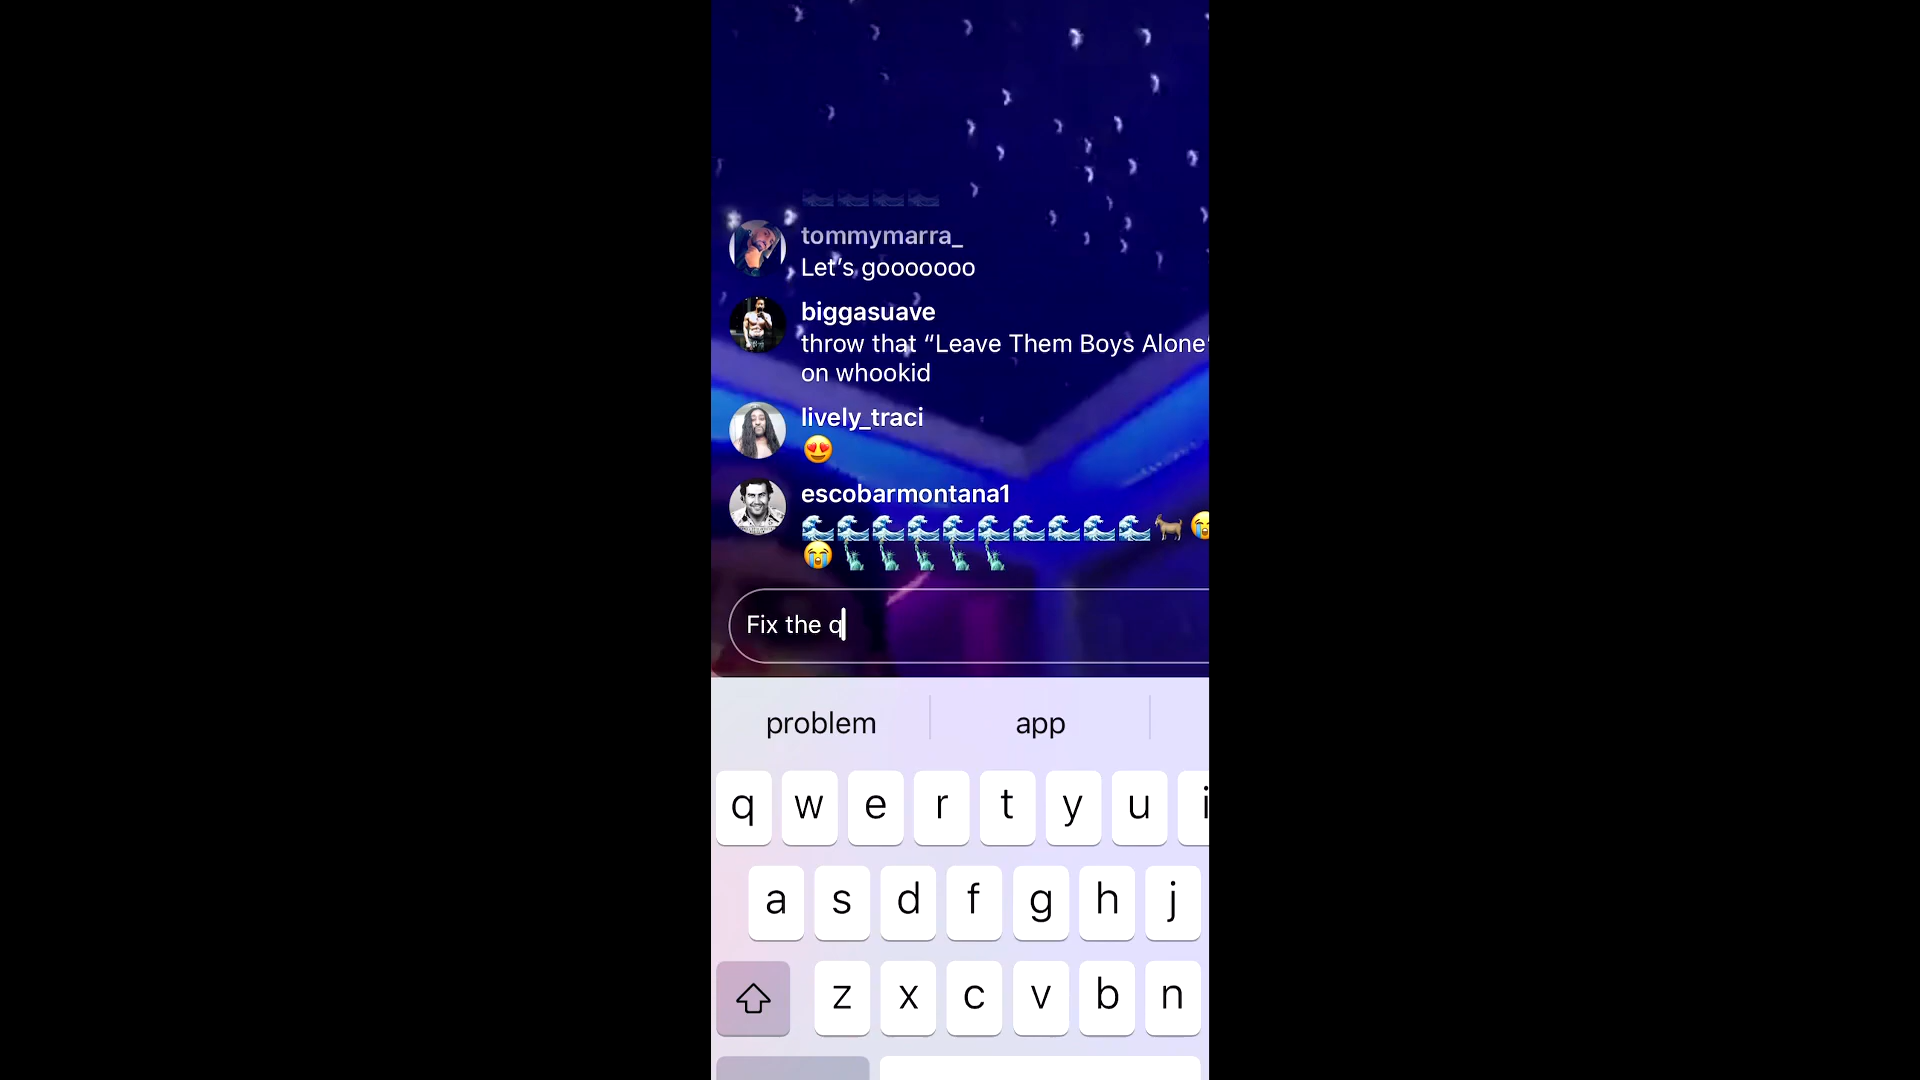 tommymarra_
Let’s gooooooo
biggasuave
throw that “Leave Them Boys Alone”
on whookid
lively_traci
😍
escobarmontana1
🌊🌊🌊🌊🌊🌊🌊🌊🌊🌊🐐😭
😭🗽🗽🗽🗽🗽
Fix the q
problem app
q w e r t y u i
a s d f g h j
z x c v b n